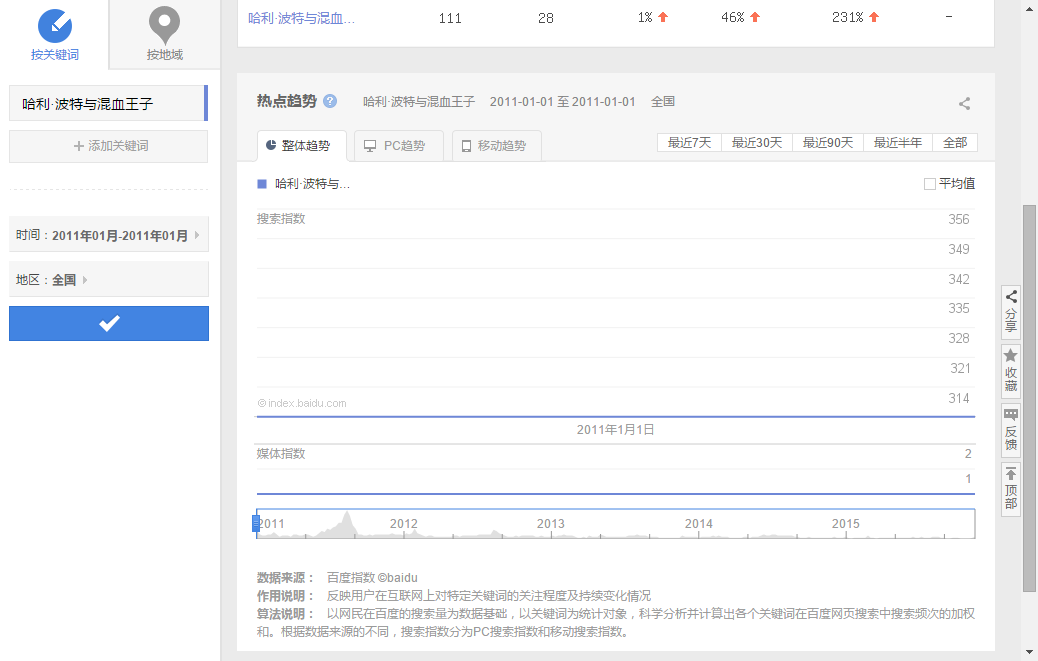 按关键词
按地域
哈利·波特与混血王子
添加关键词
时间：2011年01月-2011年01月
地区：全国
哈利·波特与混血... 111 28 1% 46% 231% -
热点趋势 ? 哈利·波特与混血王子 2011-01-01 至 2011-01-01 全国
整体趋势 PC趋势 移动趋势 最近7天 最近30天 最近90天 最近半年 全部
哈利·波特与... 平均值
搜索指数 356
349
342
335
328
321
314
©index.baidu.com
2011年1月1日
媒体指数 2
1
2011 2012 2013 2014 2015
数据来源： 百度指数 ©baidu
作用说明： 反映用户在互联网上对特定关键词的关注程度及持续变化情况
算法说明： 以网民在百度的搜索量为数据基础，以关键词为统计对象，科学分析并计算出各个关键词在百度网页搜索中搜索频次的加权
和。根据数据来源的不同，搜索指数分为PC搜索指数和移动搜索指数。
分享
收藏
反馈
顶部